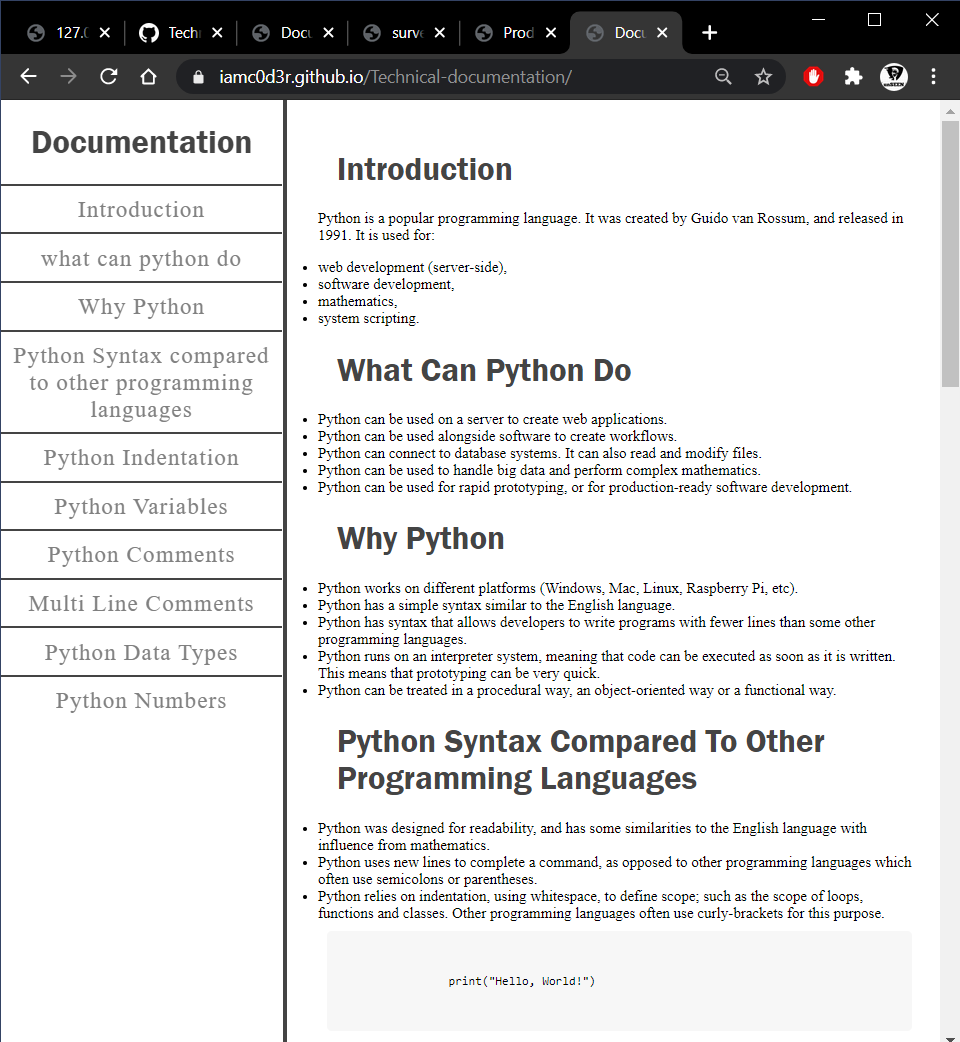 127.0
Tech
Docu
surve
Prod
Docu
iamc0d3r.github.io/Technical-documentation/
Documentation
Introduction
what can python do
Why Python
Python Syntax compared
to other programming
languages
Python Indentation
Python Variables
Python Comments
Multi Line Comments
Python Data Types
Python Numbers
Introduction
Python is a popular programming language. It was created by Guido van Rossum, and released in
1991. It is used for:
• web development (server-side),
• software development,
• mathematics,
• system scripting.
What Can Python Do
• Python can be used on a server to create web applications.
• Python can be used alongside software to create workflows.
• Python can connect to database systems. It can also read and modify files.
• Python can be used to handle big data and perform complex mathematics.
• Python can be used for rapid prototyping, or for production-ready software development.
Why Python
• Python works on different platforms (Windows, Mac, Linux, Raspberry Pi, etc).
• Python has a simple syntax similar to the English language.
• Python has syntax that allows developers to write programs with fewer lines than some other
programming languages.
• Python runs on an interpreter system, meaning that code can be executed as soon as it is written.
This means that prototyping can be very quick.
• Python can be treated in a procedural way, an object-oriented way or a functional way.
Python Syntax Compared To Other
Programming Languages
• Python was designed for readability, and has some similarities to the English language with
influence from mathematics.
• Python uses new lines to complete a command, as opposed to other programming languages which
often use semicolons or parentheses.
• Python relies on indentation, using whitespace, to define scope; such as the scope of loops,
functions and classes. Other programming languages often use curly-brackets for this purpose.
print("Hello, World!")